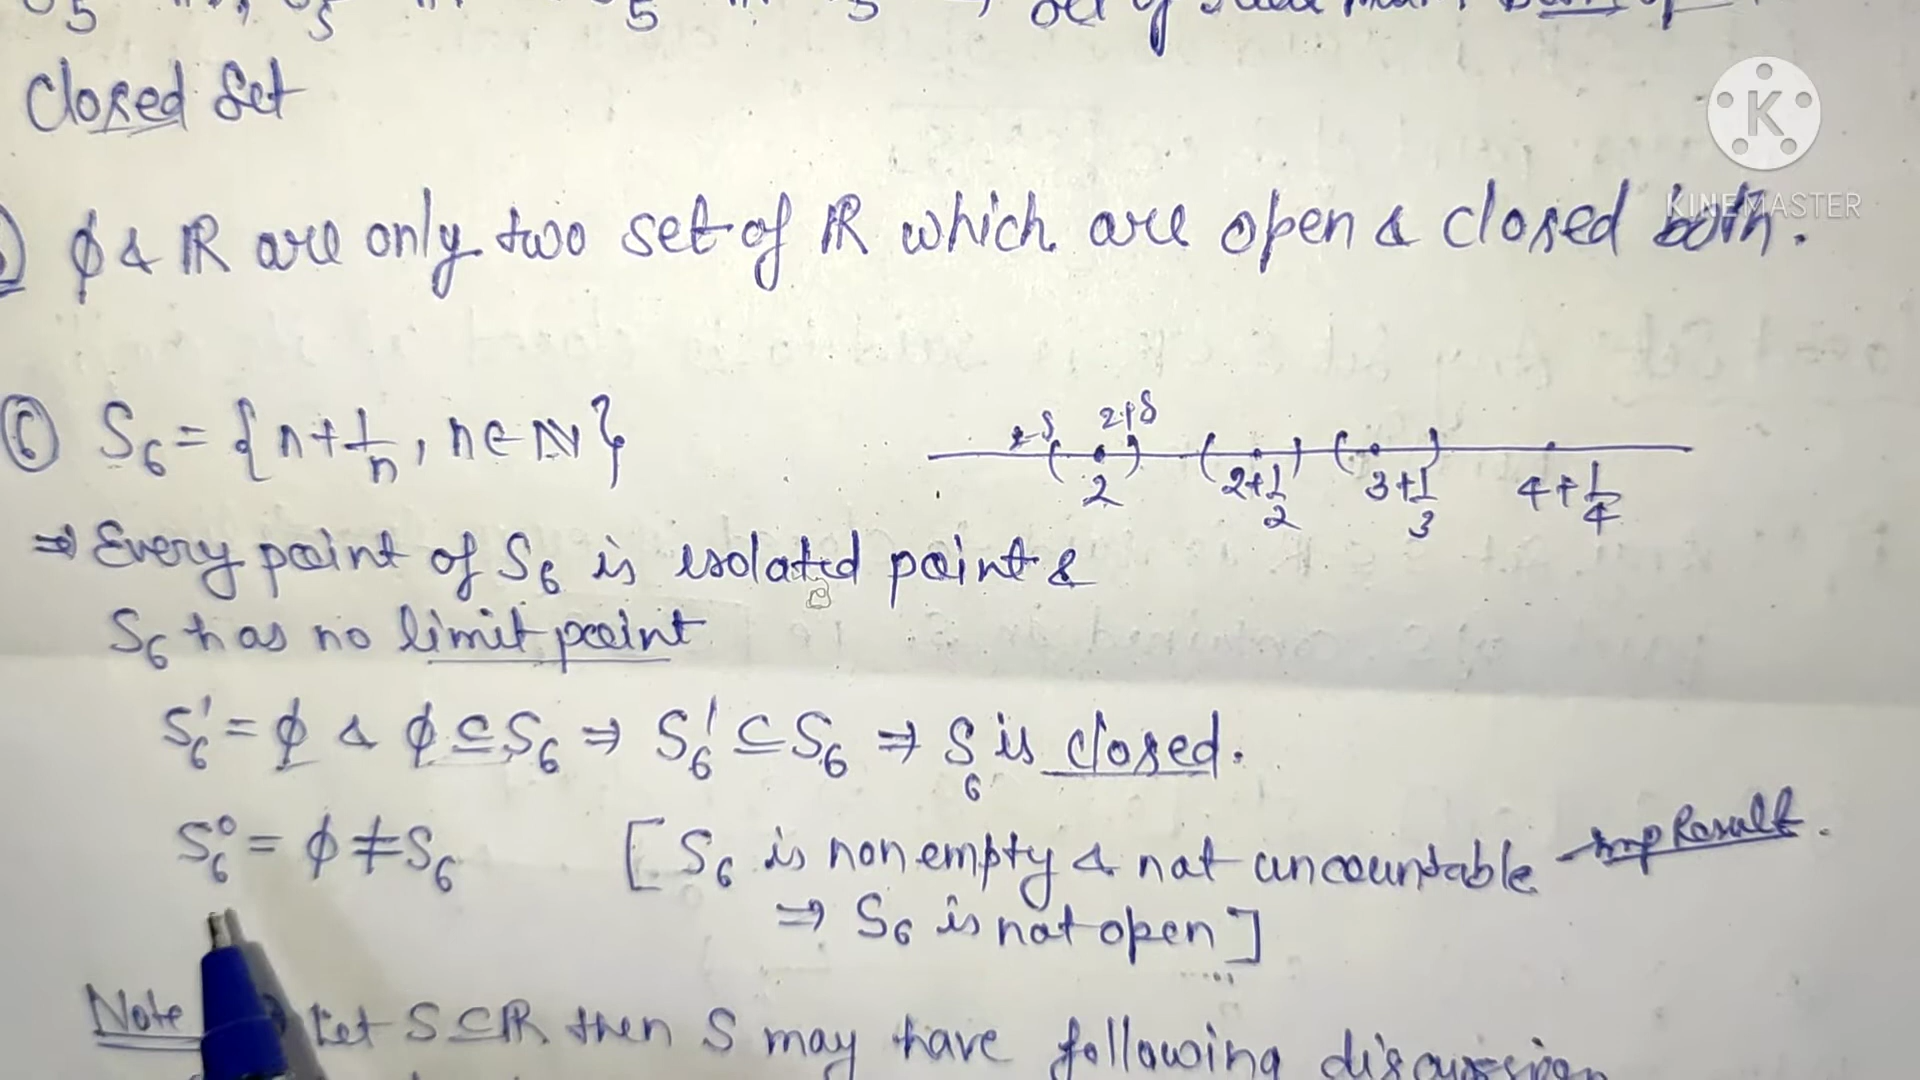 Closed Set
K
KINEMASTER
ϕ & ℝ are only two set of ℝ which are open & closed both.
⑥ S₆ = {n + 1/n, n ∈ ℕ}
2+δ
2 2+1/2 3+1/3 4+1/4
⇒ Every point of S₆ is isolated point &
S₆ has no limit point
S₆' = ϕ & ϕ ⊆ S₆ ⇒ S₆' ⊆ S₆ ⇒ S₆ is closed.
S₆° = ϕ ≠ S₆ [S₆ is nonempty & not uncountable Imp Result.
⇒ S₆ is not open]
Note Let S ⊆ ℝ then S may have following discussion